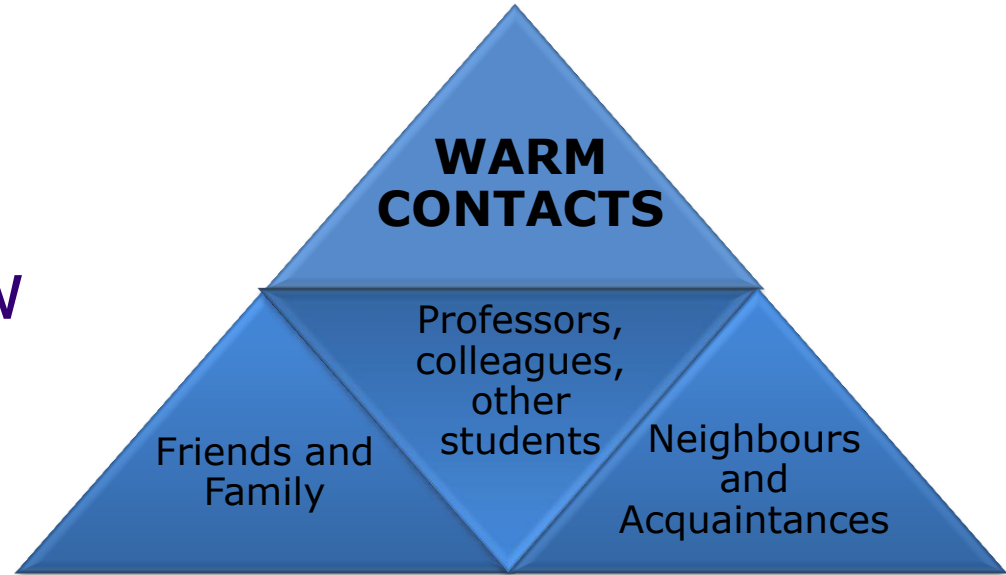 WARM
CONTACTS
w
Professors,
colleagues,
other
students
Friends and
Family
Neighbours
and
Acquaintances